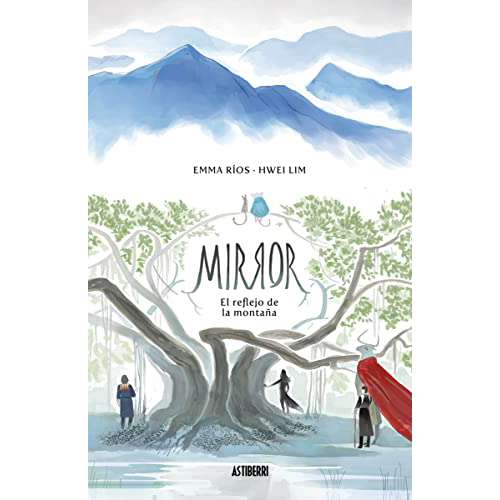 EMMA RÍOS · HWEI LIM
MIRROR
El reflejo de
la montaña
ASTIBERRI